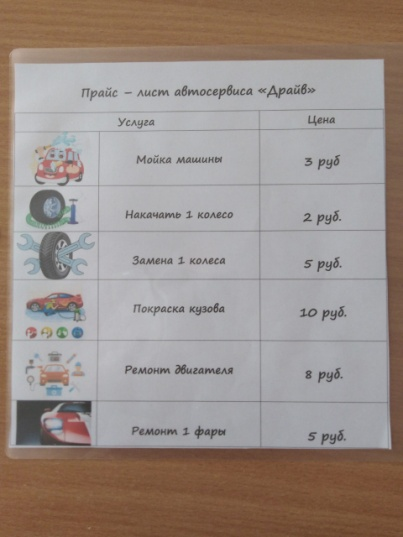 Прайс – лист автосервиса «Драйв»
Услуга Цена
Мойка машины 3 руб
Накачать 1 колесо 2 руб.
Замена 1 колеса 5 руб.
Покраска кузова 10 руб.
Ремонт двигателя 8 руб.
Ремонт 1 фары 5 руб.